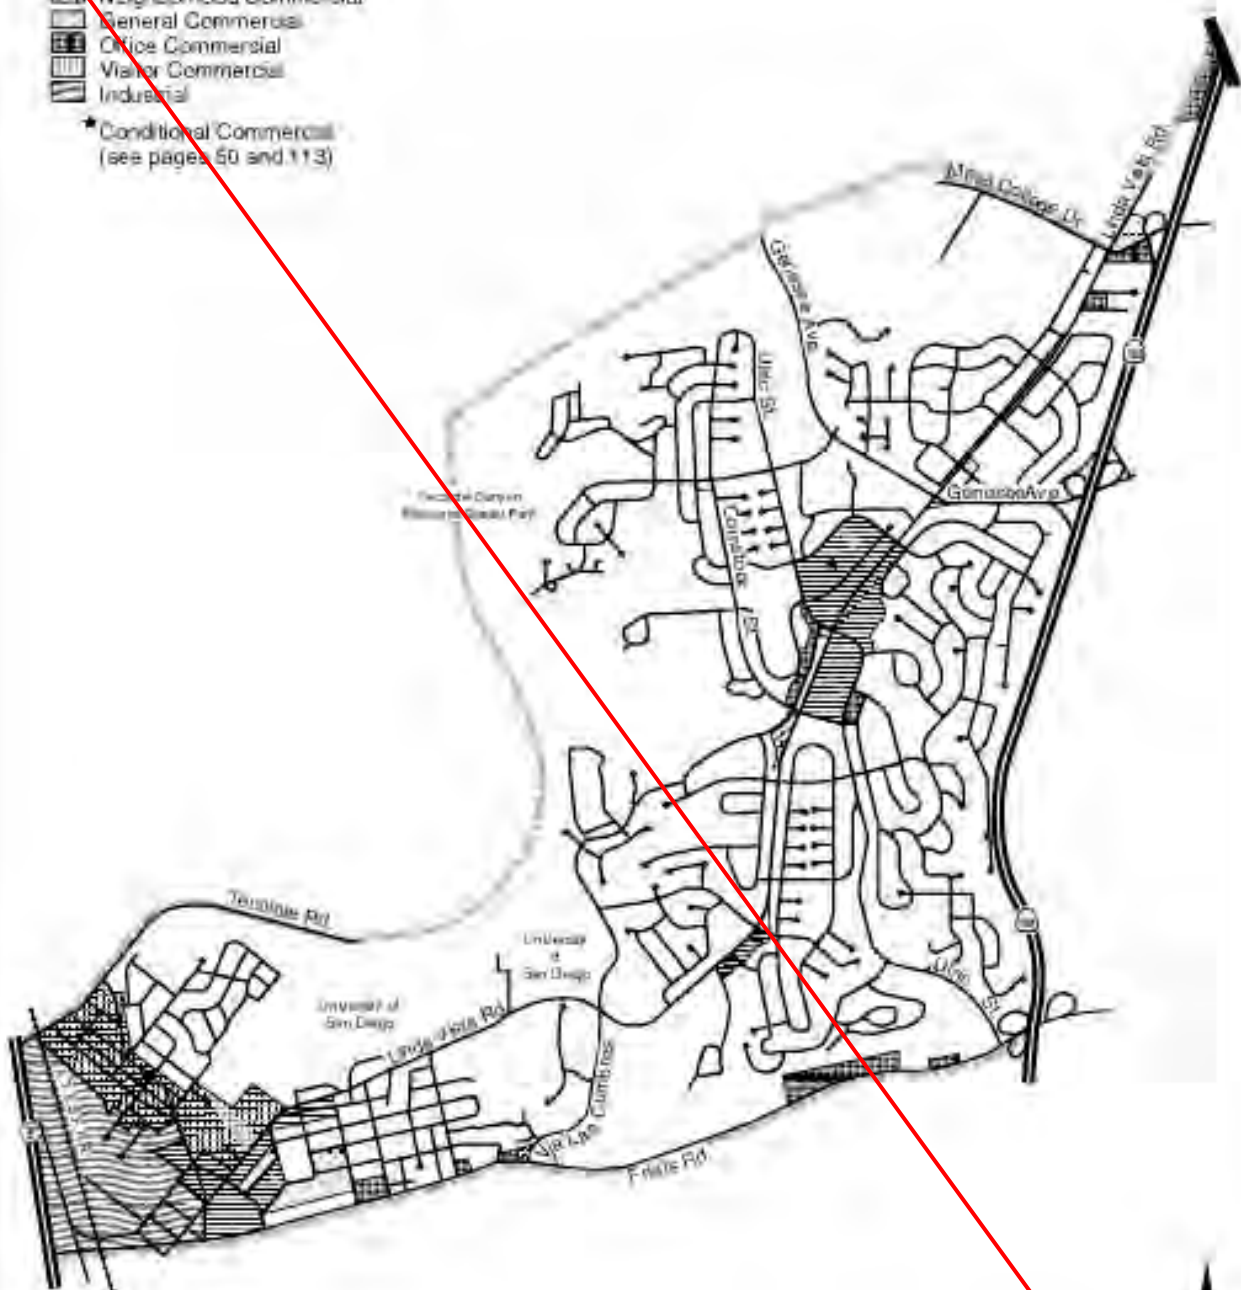 General Commercial
Office Commercial
Visitor Commercial
Industrial
*Conditional Commercial
(see pages 50 and 113)
Mesa College Dr.
Linda Vista Rd
Genesee Ave
Ulric St.
Genesee Ave
Comstock
St.
Tecolote Rd
University
of
San Diego
University of
San Diego
Linda Vista Rd
Ulric St.
Via Las Cumbres
Friars Rd